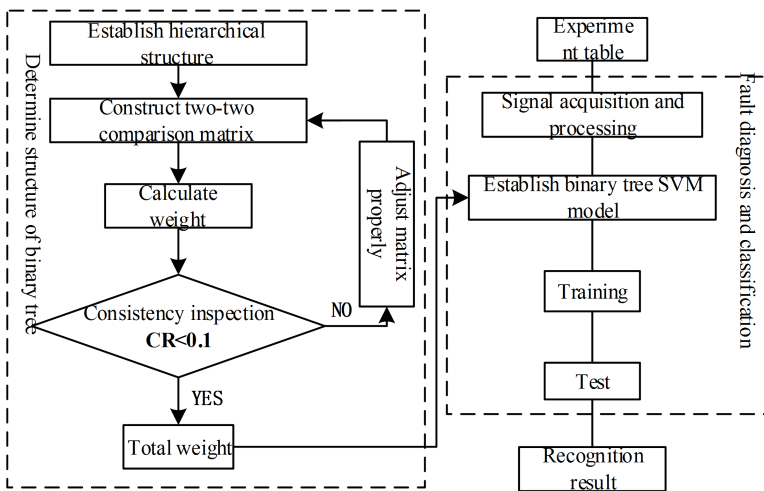 Establish hierarchical
structure
Construct two-two
comparison matrix
Calculate
weight
Consistency inspection
CR<0.1
YES
NO
Total weight
Adjust matrix
properly
Determine structure of binary
tree
Experime
nt table
Signal acquisition and
processing
Establish binary tree SVM
model
Training
Test
Recognition
result
Fault diagnosis and classification